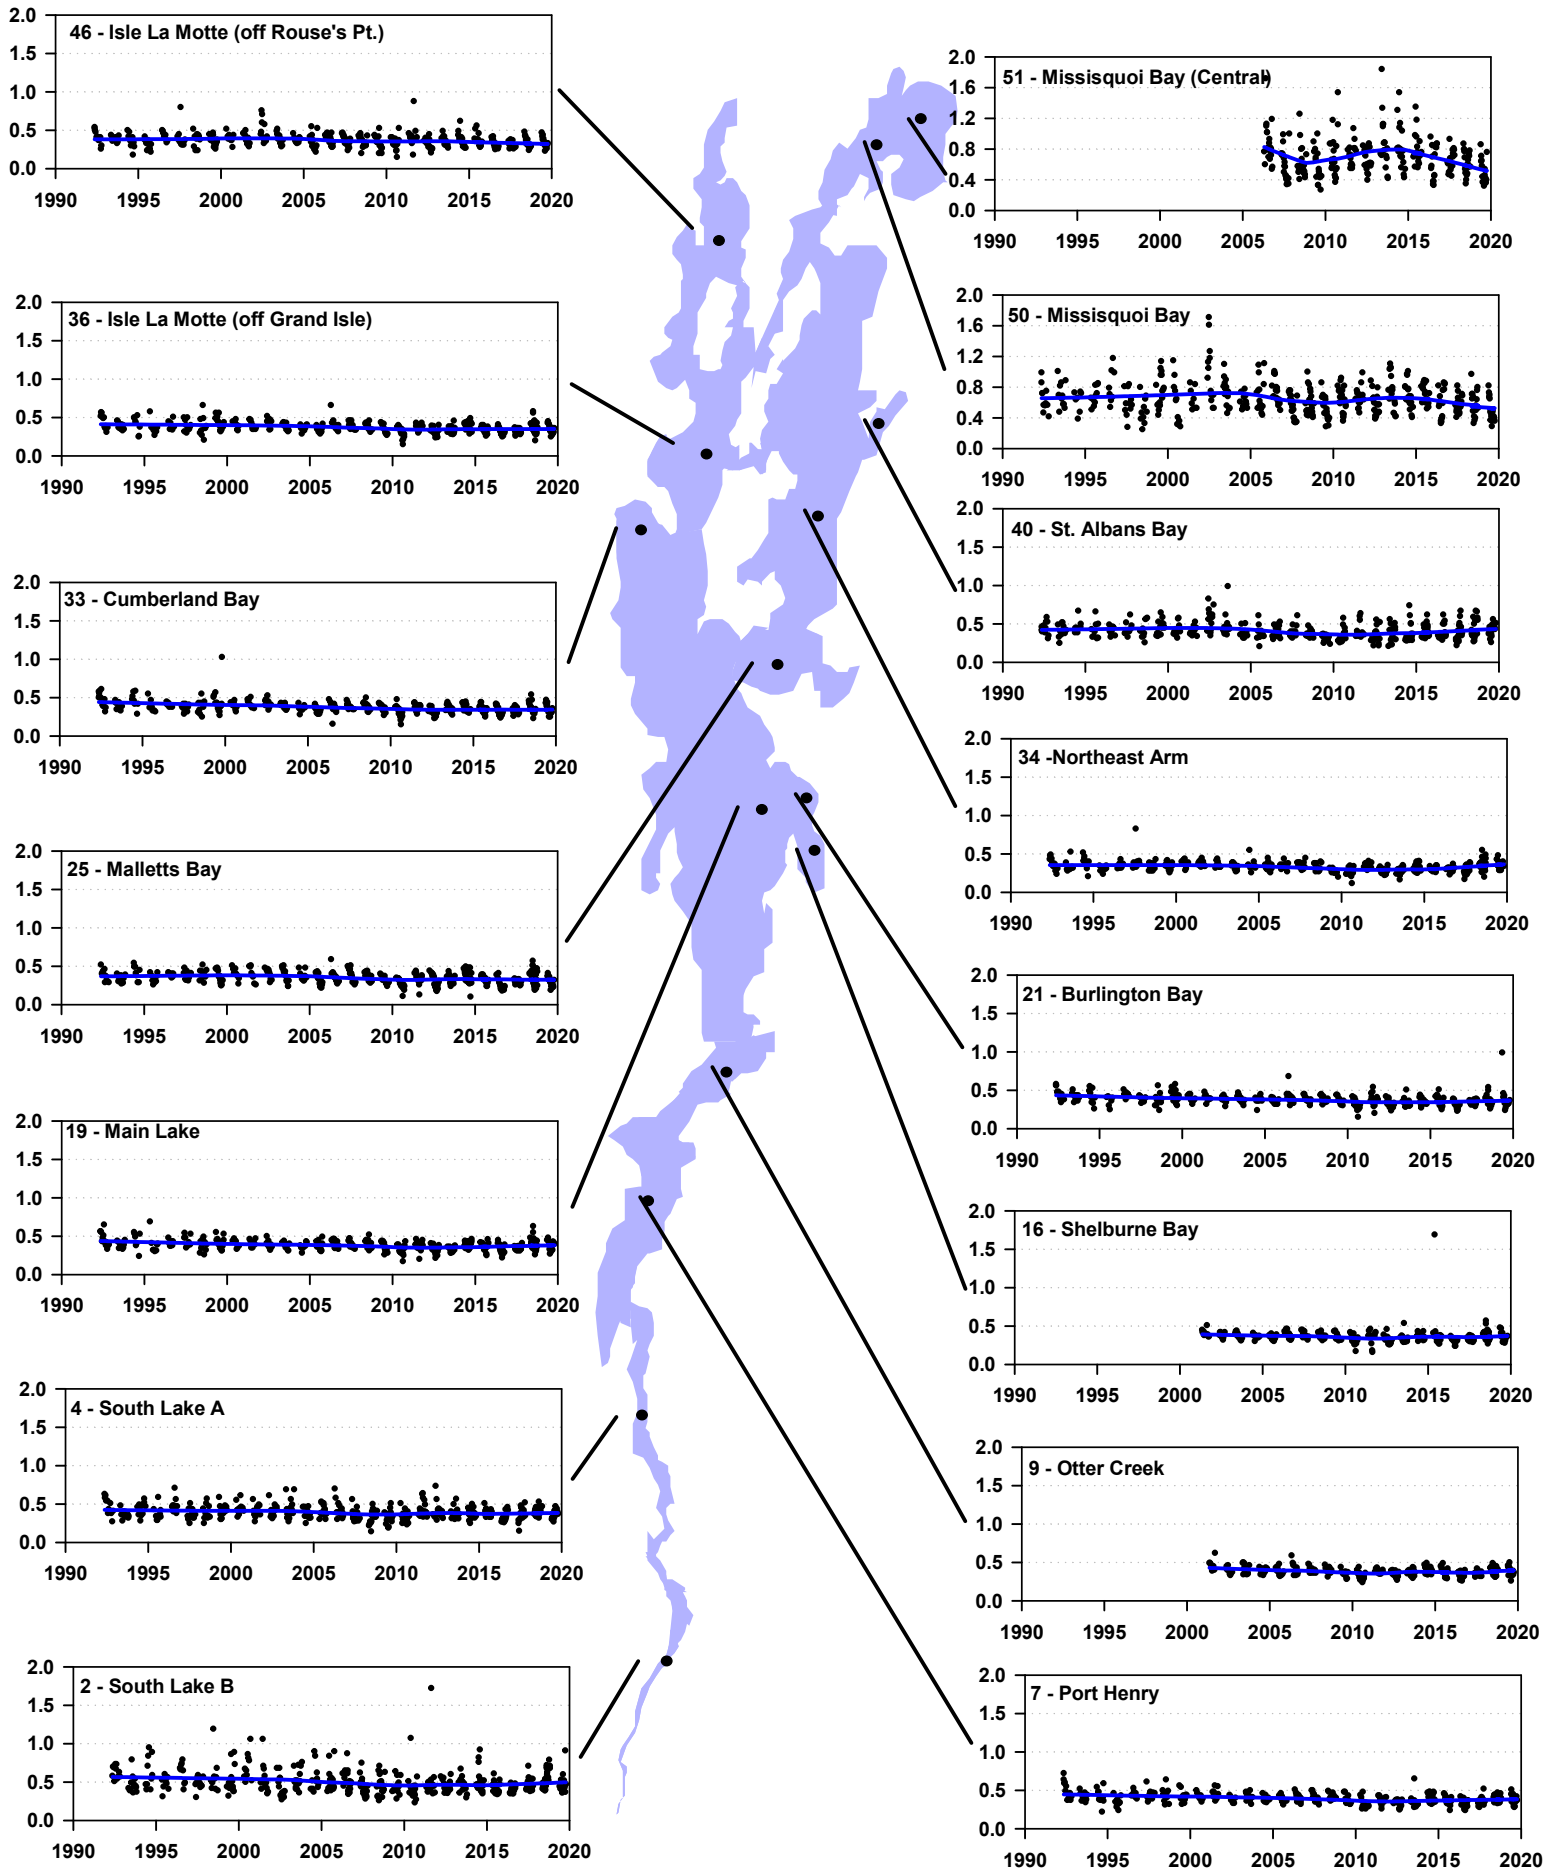 46 - Isle La Motte (off Rouse's Pt.)
2.0
1.5
1.0
0.5
0.0
1990 1995 2000 2005 2010 2015 2020
36 - Isle La Motte (off Grand Isle)
2.0
1.5
1.0
0.5
0.0
1990 1995 2000 2005 2010 2015 2020
33 - Cumberland Bay
2.0
1.5
1.0
0.5
0.0
1990 1995 2000 2005 2010 2015 2020
25 - Malletts Bay
2.0
1.5
1.0
0.5
0.0
1990 1995 2000 2005 2010 2015 2020
19 - Main Lake
2.0
1.5
1.0
0.5
0.0
1990 1995 2000 2005 2010 2015 2020
4 - South Lake A
2.0
1.5
1.0
0.5
0.0
1990 1995 2000 2005 2010 2015 2020
2 - South Lake B
2.0
1.5
1.0
0.5
0.0
1990 1995 2000 2005 2010 2015 2020
51 - Missisquoi Bay (Central)
2.0
1.6
1.2
0.8
0.4
0.0
1990 1995 2000 2005 2010 2015 2020
50 - Missisquoi Bay
2.0
1.6
1.2
0.8
0.4
0.0
1990 1995 2000 2005 2010 2015 2020
40 - St. Albans Bay
2.0
1.5
1.0
0.5
0.0
1990 1995 2000 2005 2010 2015 2020
34 -Northeast Arm
2.0
1.5
1.0
0.5
0.0
1990 1995 2000 2005 2010 2015 2020
21 - Burlington Bay
2.0
1.5
1.0
0.5
0.0
1990 1995 2000 2005 2010 2015 2020
16 - Shelburne Bay
2.0
1.5
1.0
0.5
0.0
1990 1995 2000 2005 2010 2015 2020
9 - Otter Creek
2.0
1.5
1.0
0.5
0.0
1990 1995 2000 2005 2010 2015 2020
7 - Port Henry
2.0
1.5
1.0
0.5
0.0
1990 1995 2000 2005 2010 2015 2020